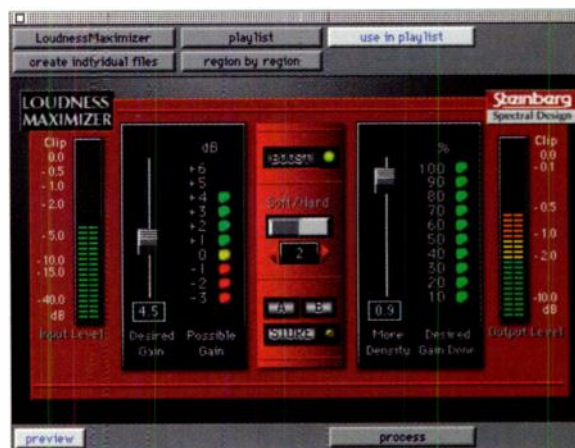 LoudnessMaximizer
playlist
use in playlist
create individual files
region by region
LOUDNESS
MAXIMIZER
Steinberg
Spectral Design
Clip
0.0
-0.5
-1.0
-2.0
-5.0
-10.0
-15.0
-40.0
dB
Input Level
dB
+6
+5
+4
+3
+2
+1
0
-1
-2
-3
4.5
Desired
Gain
Possible
Gain
BOOST
Soft/Hard
2
A
B
STORE
%
100
90
80
70
60
50
40
30
20
10
0.9
More
Density
Desired
Gain Done
Clip
0.0
-0.1
-0.5
-1.0
-2.0
-10.0
dB
Output Level
preview
process